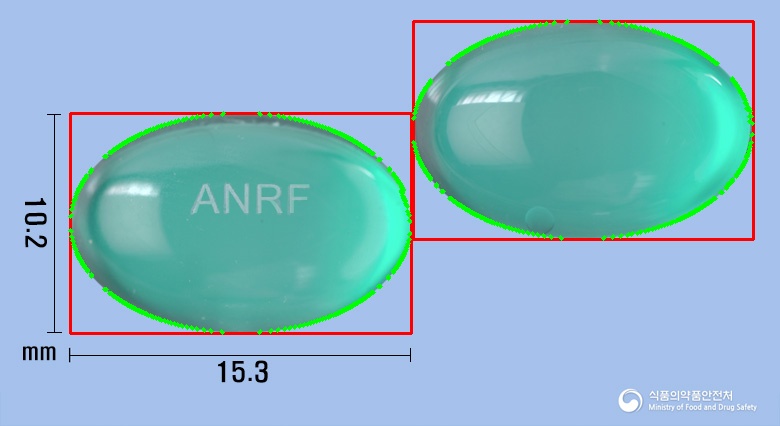 ANRF
10.2
mm
15.3
식품의약품안전처
Ministry of Food and Drug Safety